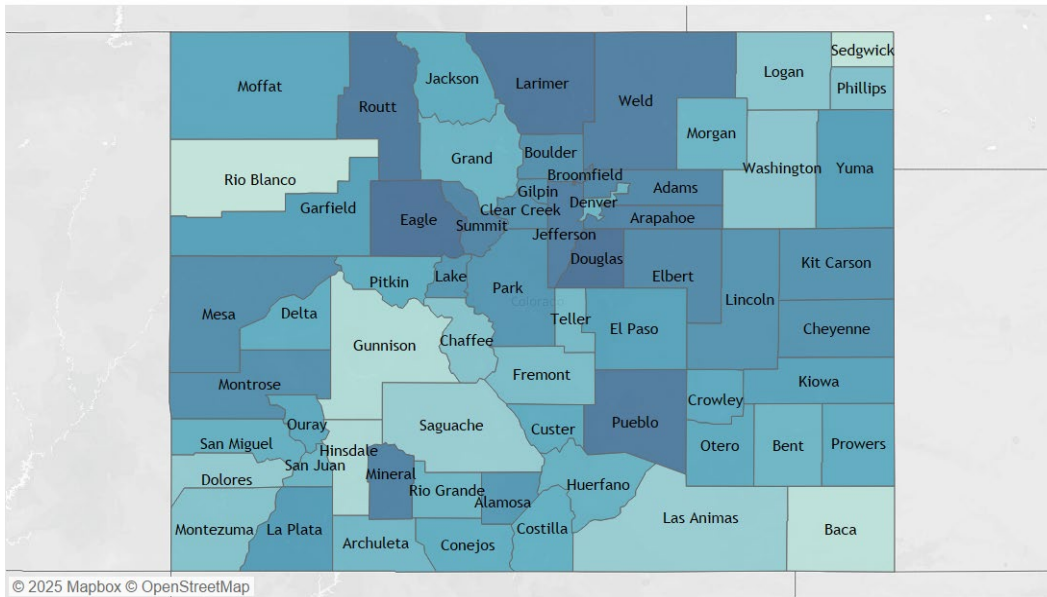 Sedgwick
Logan
Moffat
Jackson
Larimer
Phillips
Weld
Routt
Morgan
Boulder
Grand
Washington
Yuma
Broomfield
Rio Blanco
Gilpin
Adams
Garfield
Denver
Clear Creek
Eagle
Arapahoe
Summit
Jefferson
Douglas
Kit Carson
Lake
Elbert
Pitkin
Park
Lincoln
Colorado
Mesa
Delta
Teller
El Paso
Cheyenne
Chaffee
Gunnison
Fremont
Kiowa
Montrose
Crowley
Pueblo
Ouray
Saguache
Custer
San Miguel
Otero
Bent
Prowers
Hinsdale
San Juan
Mineral
Dolores
Huerfano
Rio Grande
Alamosa
Las Animas
Montezuma
La Plata
Costilla
Baca
Archuleta
Conejos
© 2025 Mapbox © OpenStreetMap